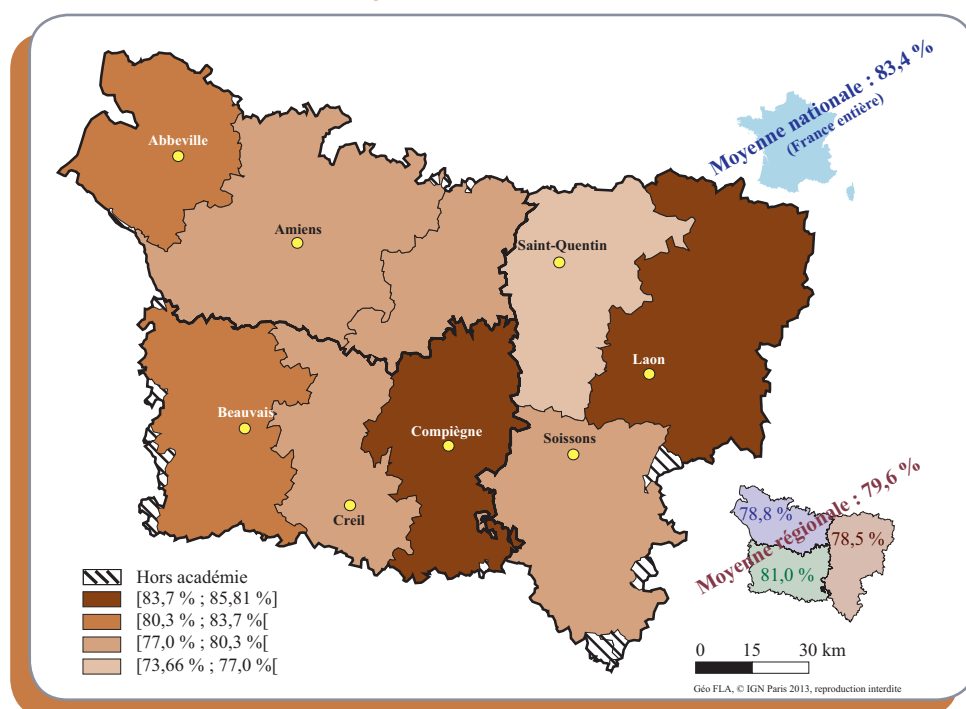 Moyenne nationale : 83,4 %
(France entière)
Abbeville
Amiens
Saint-Quentin
Laon
Beauvais
Compiègne
Soissons
Creil
Moyenne régionale : 79,6 %
78,8 %
78,5 %
81,0 %
Hors académie
[83,7 % ; 85,81 %]
[80,3 % ; 83,7 %[
[77,0 % ; 80,3 %[
[73,66 % ; 77,0 %[
0 15 30 km
Géo FLA, © IGN Paris 2013, reproduction interdite